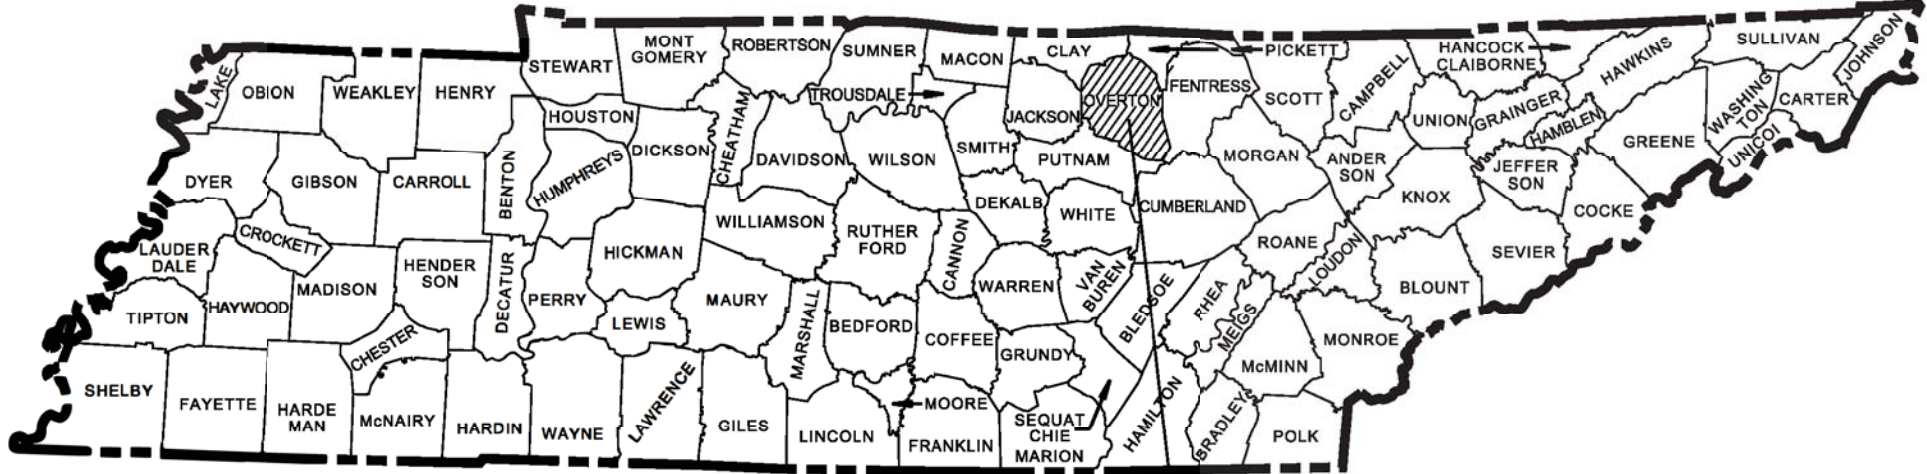 LAKE
OBION
WEAKLEY
HENRY
STEWART
MONT
GOMERY
ROBERTSON
SUMNER
MACON
CLAY
PICKETT
HANCOCK
CLAIBORNE
HAWKINS
SULLIVAN
JOHNSON
TROUSDALE
HOUSTON
DICKSON
CHEATHAM
DAVIDSON
WILSON
SMITH
JACKSON
OVERTON
FENTRESS
SCOTT
CAMPBELL
UNION
GRAINGER
HAMBLEN
GREENE
WASHING
TON
CARTER
UNICOI
DYER
GIBSON
CARROLL
BENTON
HUMPHREYS
PUTNAM
MORGAN
ANDER
SON
JEFFER
SON
KNOX
COCKE
CROCKETT
WILLIAMSON
RUTHER
FORD
CANNON
DEKALB
WHITE
CUMBERLAND
LAUDER
DALE
HENDER
SON
DECATUR
HICKMAN
ROANE
LOUDON
SEVIER
TIPTON
HAYWOOD
MADISON
PERRY
LEWIS
MAURY
MARSHALL
BEDFORD
COFFEE
WARREN
VAN
BUREN
BLEDSOE
RHEA
MEIGS
BLOUNT
MONROE
CHESTER
GRUNDY
McMINN
SHELBY
FAYETTE
HARDE
MAN
McNAIRY
HARDIN
WAYNE
LAWRENCE
GILES
LINCOLN
MOORE
FRANKLIN
SEQUAT
CHIE
MARION
HAMILTON
BRADLEY
POLK